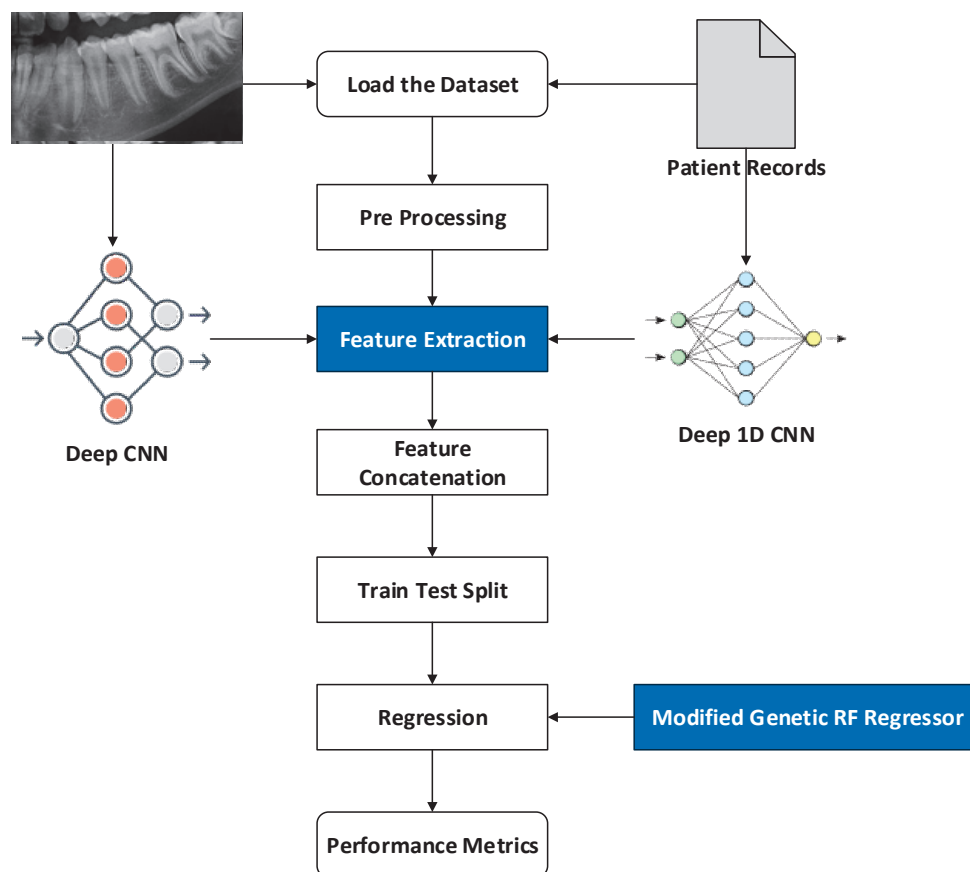 Load the Dataset
Patient Records
Pre Processing
Feature Extraction
Deep CNN
Deep 1D CNN
Feature
Concatenation
Train Test Split
Regression
Modified Genetic RF Regressor
Performance Metrics